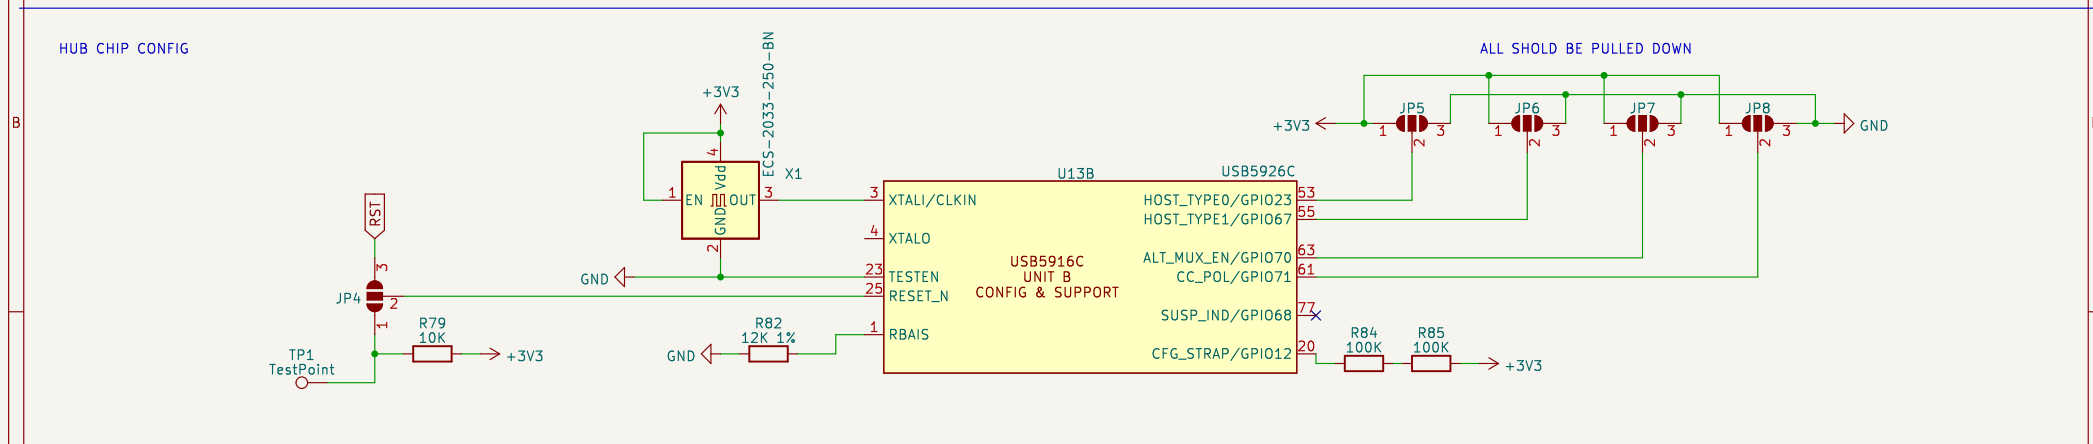 HUB CHIP CONFIG
ALL SHOLD BE PULLED DOWN
B
RST
3
JP4
2
1
R79
10K
+3V3
TP1
TestPoint
+3V3
ECS-2033-250-BN
X1
4
Vdd
1
EN
OUT
3
GND
2
GND
R82
12K 1%
GND
U13B
USB5926C
3
XTALI/CLKIN
4
XTALO
23
TESTEN
25
RESET_N
1
RBAIS
USB5916C
UNIT B
CONFIG & SUPPORT
HOST_TYPE0/GPIO23
53
HOST_TYPE1/GPIO67
55
ALT_MUX_EN/GPIO70
63
CC_POL/GPIO71
61
SUSP_IND/GPIO68
77
CFG_STRAP/GPIO12
20
R84
100K
R85
100K
+3V3
+3V3
JP5
1
3
2
JP6
1
3
2
JP7
1
3
2
JP8
1
3
2
GND